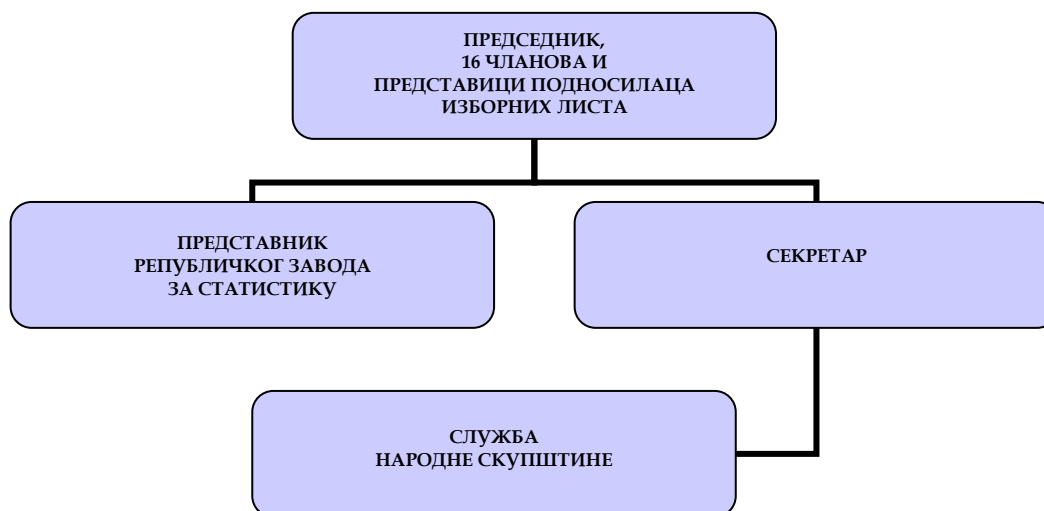 ПРЕДСЕДНИК,
16 ЧЛАНОВА И
ПРЕДСТАВИЦИ ПОДНОСИЛАЦА
ИЗБОРНИХ ЛИСТА
ПРЕДСТАВНИК
РЕПУБЛИЧКОГ ЗАВОДА
ЗА СТАТИСТИКУ
СЕКРЕТАР
СЛУЖБА
НАРОДНЕ СКУПШТИНЕ